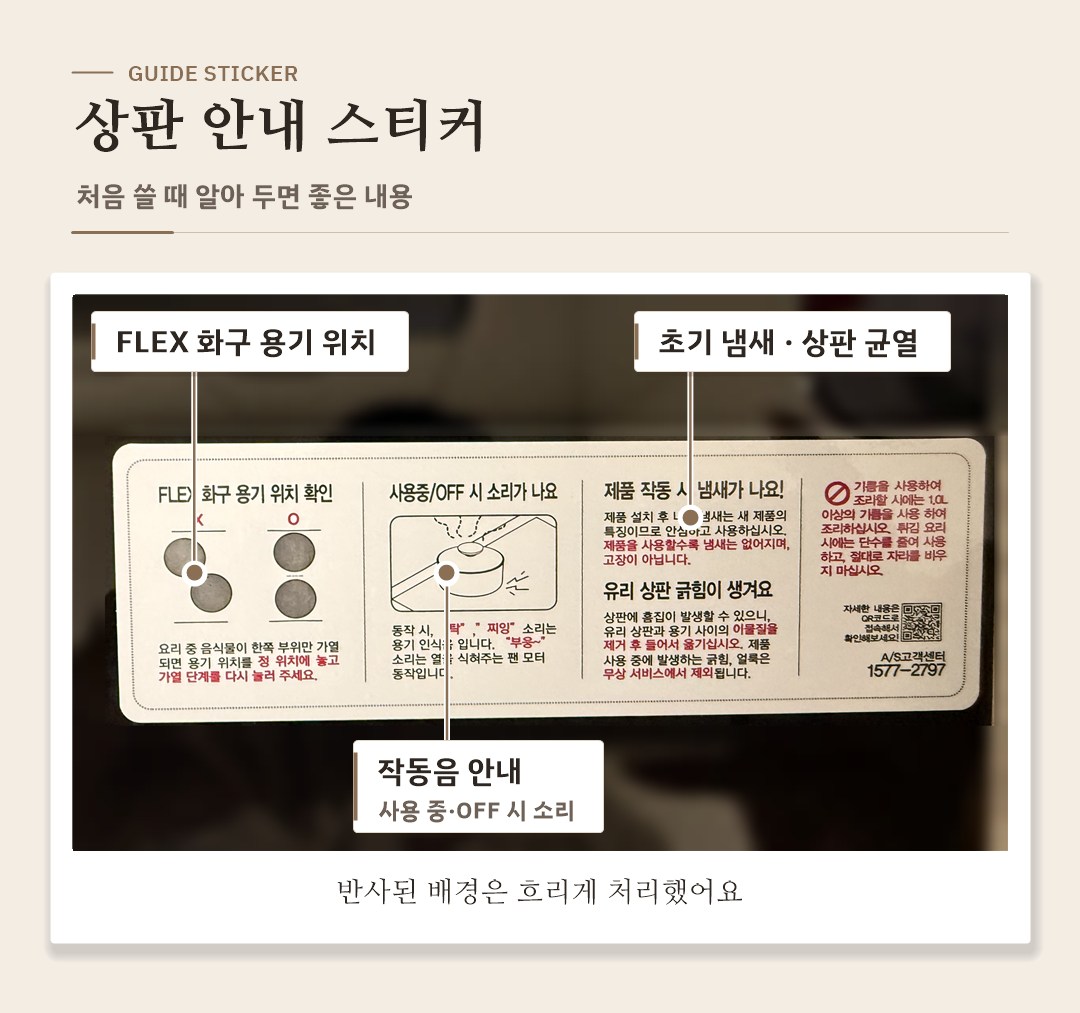 GUIDE STICKER
상판 안내 스티커
처음 쓸 때 알아 두면 좋은 내용
FLEX 화구 용기 위치
초기 냄새 · 상판 균열
FLEX 화구 용기 위치 확인
X
O
요리 중 음식물이 한쪽 부위만 가열
되면 용기 위치를 정 위치에 놓고
가열 단계를 다시 눌러 주세요.
사용중/OFF 시 소리가 나요
동작 시, 탁" ," 찌잉" 소리는
용기 인식 입니다. "부웅~"
소리는 열 식혀주는 팬 모터
동작입니다.
제품 작동 시 냄새가 나요!
제품 설치 후 냄새는 새 제품의
특징이므로 안심하고 사용하십시오.
제품을 사용할수록 냄새는 없어지며,
고장이 아닙니다.
유리 상판 긁힘이 생겨요
상판에 흠집이 발생할 수 있으니,
유리 상판과 용기 사이의 이물질을
제거 후 들어서 옮기십시오. 제품
사용 중에 발생하는 긁힘, 얼룩은
무상 서비스에서 제외됩니다.
기름을 사용하여
조리할 시에는 1.0L
이상의 기름을 사용 하여
조리하십시오. 튀김 요리
시에는 단수를 줄여 사용
하고, 절대로 자리를 비우
지 마십시오.
자세한 내용은
QR코드로
접속해서
확인해보세요!
A/S고객센터
1577-2797
작동음 안내
사용 중·OFF 시 소리
반사된 배경은 흐리게 처리했어요